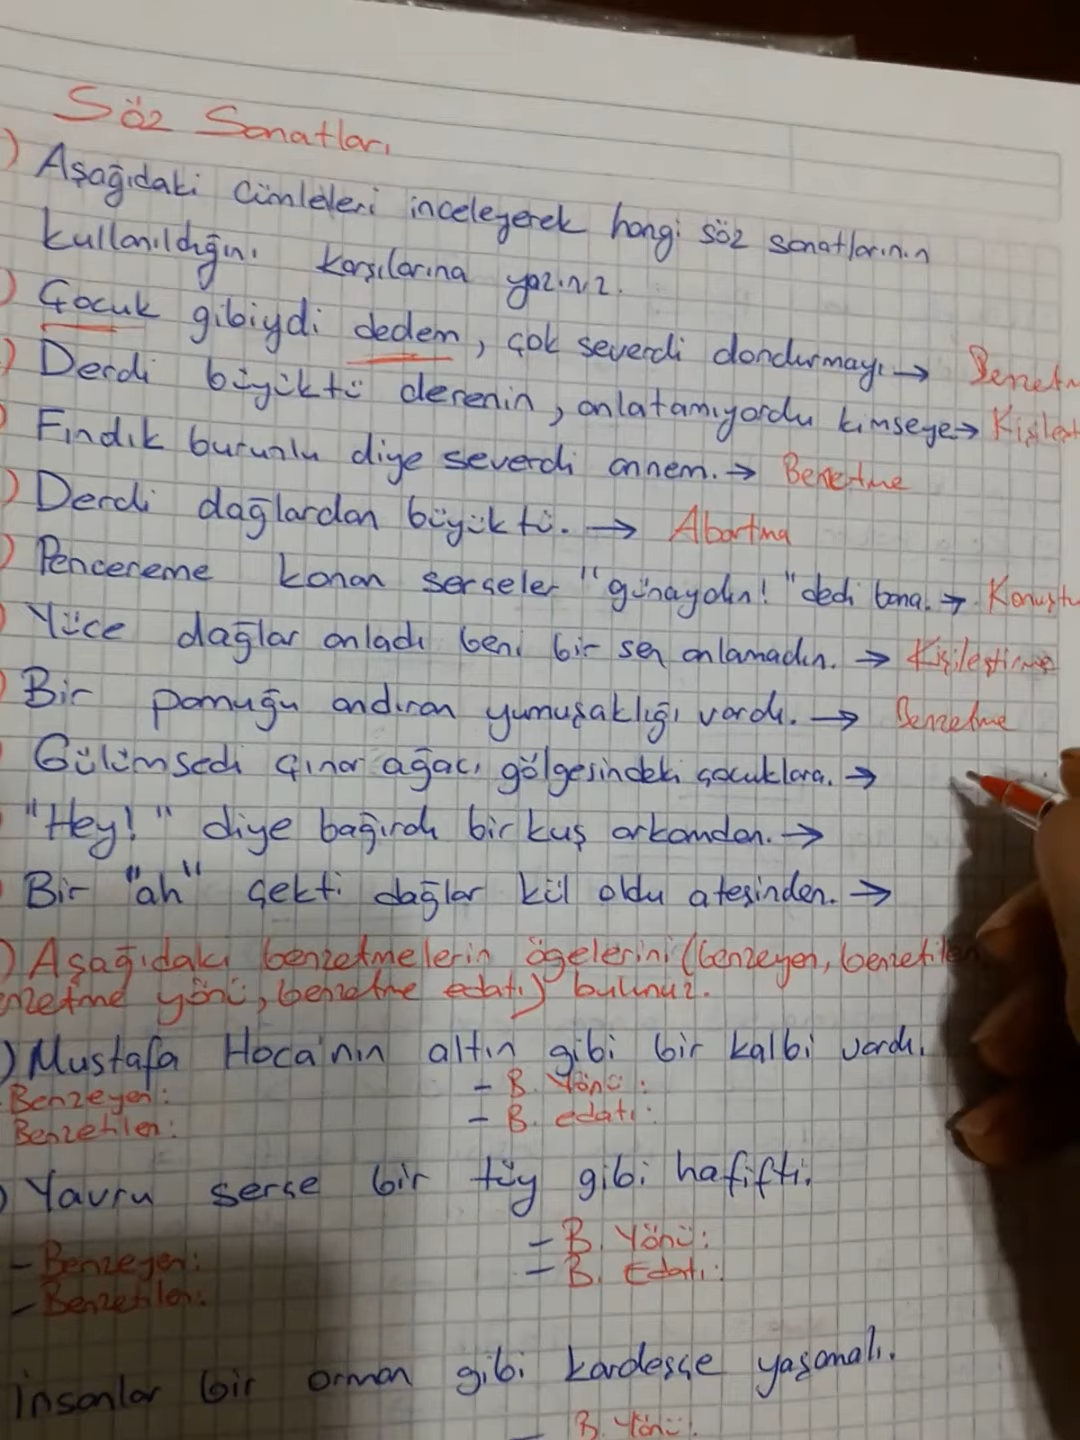 Söz Sanatları
) Aşağıdaki cümleleri inceleyerek hangi söz sanatlarının
kullanıldığını karşılarına yazınız.
) Çocuk gibiydi dedem, çok severdi dondurmayı → Benzetm
) Derdi büyüktü derenin, anlatamıyordu kimseye → Kişileşt
) Fındık burunlu diye severdi annem. → Benzetme
) Derdi dağlardan büyüktü. → Abartma
) Pencereme konan serçeler "günaydın!" dedi bana. → Konuştu
) Yüce dağlar anladı beni bir sen anlamadın. → Kişileştirme
) Bir pamuğu andıran yumuşaklığı vardı. → Benzetme
Gülümsedi çınar ağacı gölgesindeki çocuklara. →
"Hey!" diye bağırdı bir kuş arkamdan. →
Bir "ah" çekti dağlar kül oldu ateşinden. →
) Aşağıdaki benzetmelerin ögelerini (benzeyen, benzetilen
nzetme yönü, benzetme edatı) bulunuz.
) Mustafa Hoca'nın altın gibi bir kalbi vardı.
Benzeyen: - B. Yönü:
Benzetilen: - B. edatı:
) Yavru serçe bir tüy gibi hafifti.
- Benzeyen: - B. Yönü:
- Benzetilen: - B. Edatı:
İnsanlar bir orman gibi kardeşçe yaşamalı.
- B. Yönü: